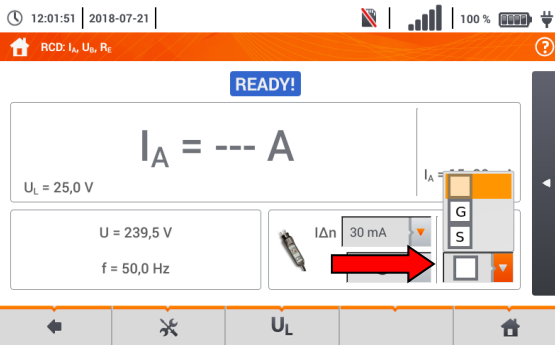 12:01:51 2018-07-21 100 %
RCD: IA, UB, RE
READY!
IA = --- A
UL = 25,0 V
IA =
U = 239,5 V
f = 50,0 Hz
IΔn 30 mA
G
S
UL